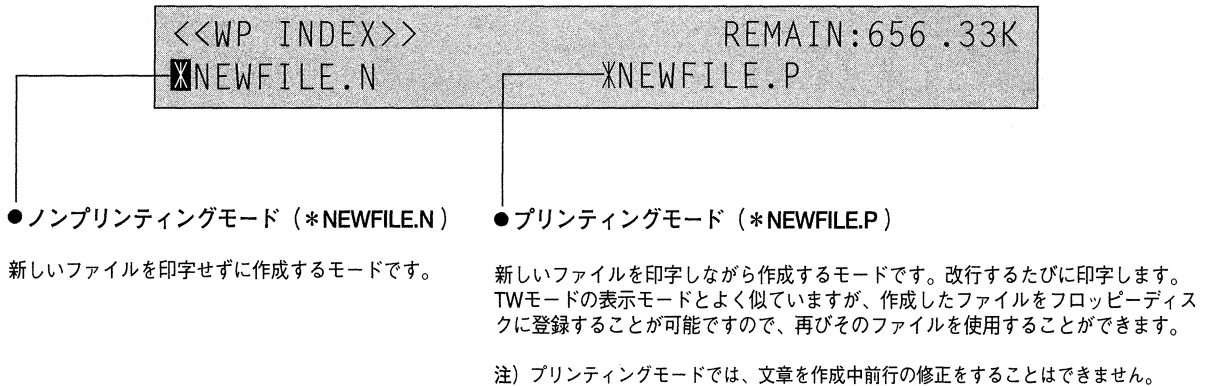 <<WP INDEX>> REMAIN:656.33K
*NEWFILE.N *NEWFILE.P
●ノンプリンティングモード（*NEWFILE.N）
新しいファイルを印字せずに作成するモードです。
●プリンティングモード（*NEWFILE.P）
新しいファイルを印字しながら作成するモードです。改行するたびに印字します。
TWモードの表示モードとよく似ていますが、作成したファイルをフロッピーディス
クに登録することが可能ですので、再びそのファイルを使用することができます。
注）プリンティングモードでは、文章を作成中前行の修正をすることはできません。